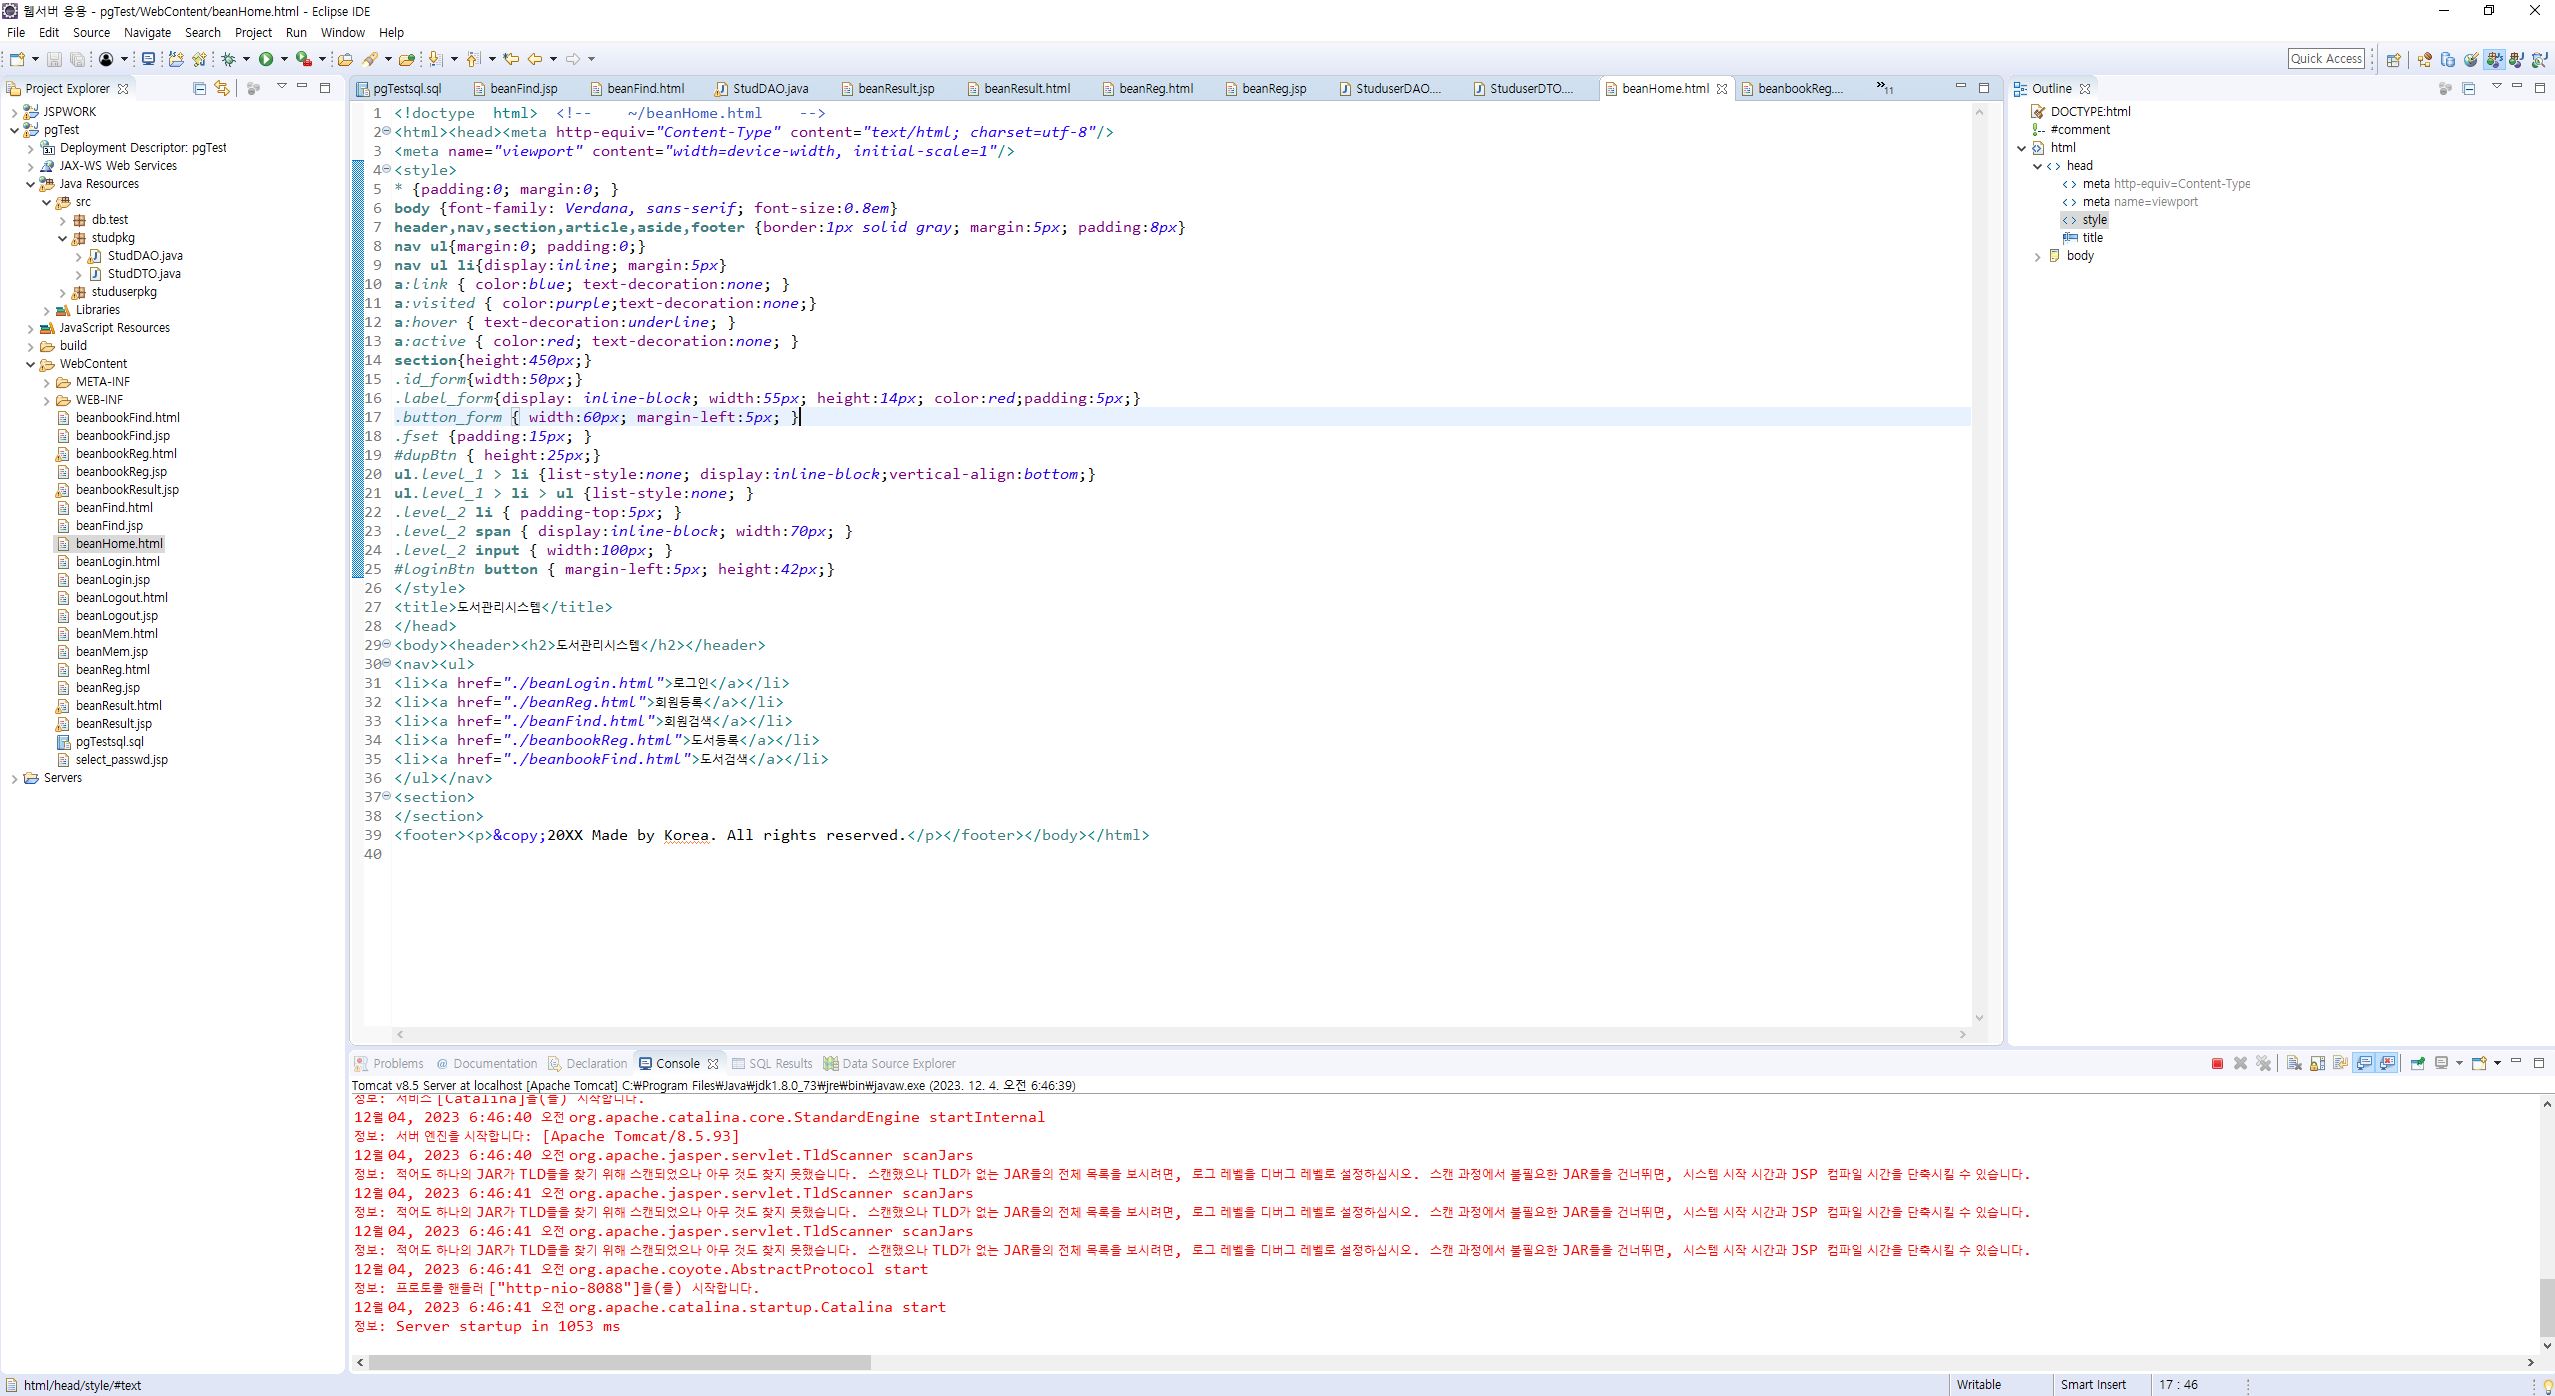 웹서버 응용 - pgTest/WebContent/beanHome.html - Eclipse IDE
File Edit Source Navigate Search Project Run Window Help
Quick Access
Project Explorer
JSPWORK
pgTest
Deployment Descriptor: pgTest
JAX-WS Web Services
Java Resources
src
db.test
studpkg
StudDAO.java
StudDTO.java
studuserpkg
Libraries
JavaScript Resources
build
WebContent
META-INF
WEB-INF
beanbookFind.html
beanbookFind.jsp
beanbookReg.html
beanbookReg.jsp
beanbookResult.jsp
beanFind.html
beanFind.jsp
beanHome.html
beanLogin.html
beanLogin.jsp
beanLogout.html
beanLogout.jsp
beanMem.html
beanMem.jsp
beanReg.html
beanReg.jsp
beanResult.html
beanResult.jsp
pgTestsql.sql
select_passwd.jsp
Servers
pgTestsql.sql beanFind.jsp beanFind.html StudDAO.java beanResult.jsp beanResult.html beanReg.html beanReg.jsp StuduserDAO.... StuduserDTO.... beanHome.html beanbookReg.... »11
1 <!doctype  html>  <!--    ~/beanHome.html    -->
2 <html><head><meta http-equiv="Content-Type" content="text/html; charset=utf-8"/>
3 <meta name="viewport" content="width=device-width, initial-scale=1"/>
4 <style>
5 * {padding:0; margin:0; }
6 body {font-family: Verdana, sans-serif; font-size:0.8em}
7 header,nav,section,article,aside,footer {border:1px solid gray; margin:5px; padding:8px}
8 nav ul{margin:0; padding:0;}
9 nav ul li{display:inline; margin:5px}
10 a:link { color:blue; text-decoration:none; }
11 a:visited { color:purple;text-decoration:none;}
12 a:hover { text-decoration:underline; }
13 a:active { color:red; text-decoration:none; }
14 section{height:450px;}
15 .id_form{width:50px;}
16 .label_form{display: inline-block; width:55px; height:14px; color:red;padding:5px;}
17 .button_form { width:60px; margin-left:5px; }
18 .fset {padding:15px; }
19 #dupBtn { height:25px;}
20 ul.level_1 > li {list-style:none; display:inline-block;vertical-align:bottom;}
21 ul.level_1 > li > ul {list-style:none; }
22 .level_2 li { padding-top:5px; }
23 .level_2 span { display:inline-block; width:70px; }
24 .level_2 input { width:100px; }
25 #loginBtn button { margin-left:5px; height:42px;}
26 </style>
27 <title>도서관리시스템</title>
28 </head>
29 <body><header><h2>도서관리시스템</h2></header>
30 <nav><ul>
31 <li><a href="./beanLogin.html">로그인</a></li>
32 <li><a href="./beanReg.html">회원등록</a></li>
33 <li><a href="./beanFind.html">회원검색</a></li>
34 <li><a href="./beanbookReg.html">도서등록</a></li>
35 <li><a href="./beanbookFind.html">도서검색</a></li>
36 </ul></nav>
37 <section>
38 </section>
39 <footer><p>&copy;20XX Made by Korea. All rights reserved.</p></footer></body></html>
40
Outline
DOCTYPE:html
#comment
html
head
meta http-equiv=Content-Type
meta name=viewport
style
title
body
Problems Documentation Declaration Console SQL Results Data Source Explorer
Tomcat v8.5 Server at localhost [Apache Tomcat] C:₩Program Files₩Java₩jdk1.8.0_73₩jre₩bin₩javaw.exe (2023. 12. 4. 오전 6:46:39)
정보: 서비스 [Catalina]을(를) 시작합니다.
12월 04, 2023 6:46:40 오전 org.apache.catalina.core.StandardEngine startInternal
정보: 서버 엔진을 시작합니다: [Apache Tomcat/8.5.93]
12월 04, 2023 6:46:40 오전 org.apache.jasper.servlet.TldScanner scanJars
정보: 적어도 하나의 JAR가 TLD들을 찾기 위해 스캔되었으나 아무 것도 찾지 못했습니다. 스캔했으나 TLD가 없는 JAR들의 전체 목록을 보시려면, 로그 레벨을 디버그 레벨로 설정하십시오. 스캔 과정에서 불필요한 JAR들을 건너뛰면, 시스템 시작 시간과 JSP 컴파일 시간을 단축시킬 수 있습니다.
12월 04, 2023 6:46:41 오전 org.apache.jasper.servlet.TldScanner scanJars
정보: 적어도 하나의 JAR가 TLD들을 찾기 위해 스캔되었으나 아무 것도 찾지 못했습니다. 스캔했으나 TLD가 없는 JAR들의 전체 목록을 보시려면, 로그 레벨을 디버그 레벨로 설정하십시오. 스캔 과정에서 불필요한 JAR들을 건너뛰면, 시스템 시작 시간과 JSP 컴파일 시간을 단축시킬 수 있습니다.
12월 04, 2023 6:46:41 오전 org.apache.jasper.servlet.TldScanner scanJars
정보: 적어도 하나의 JAR가 TLD들을 찾기 위해 스캔되었으나 아무 것도 찾지 못했습니다. 스캔했으나 TLD가 없는 JAR들의 전체 목록을 보시려면, 로그 레벨을 디버그 레벨로 설정하십시오. 스캔 과정에서 불필요한 JAR들을 건너뛰면, 시스템 시작 시간과 JSP 컴파일 시간을 단축시킬 수 있습니다.
12월 04, 2023 6:46:41 오전 org.apache.coyote.AbstractProtocol start
정보: 프로토콜 핸들러 ["http-nio-8088"]을(를) 시작합니다.
12월 04, 2023 6:46:41 오전 org.apache.catalina.startup.Catalina start
정보: Server startup in 1053 ms
html/head/style/#text Writable Smart Insert 17 : 46